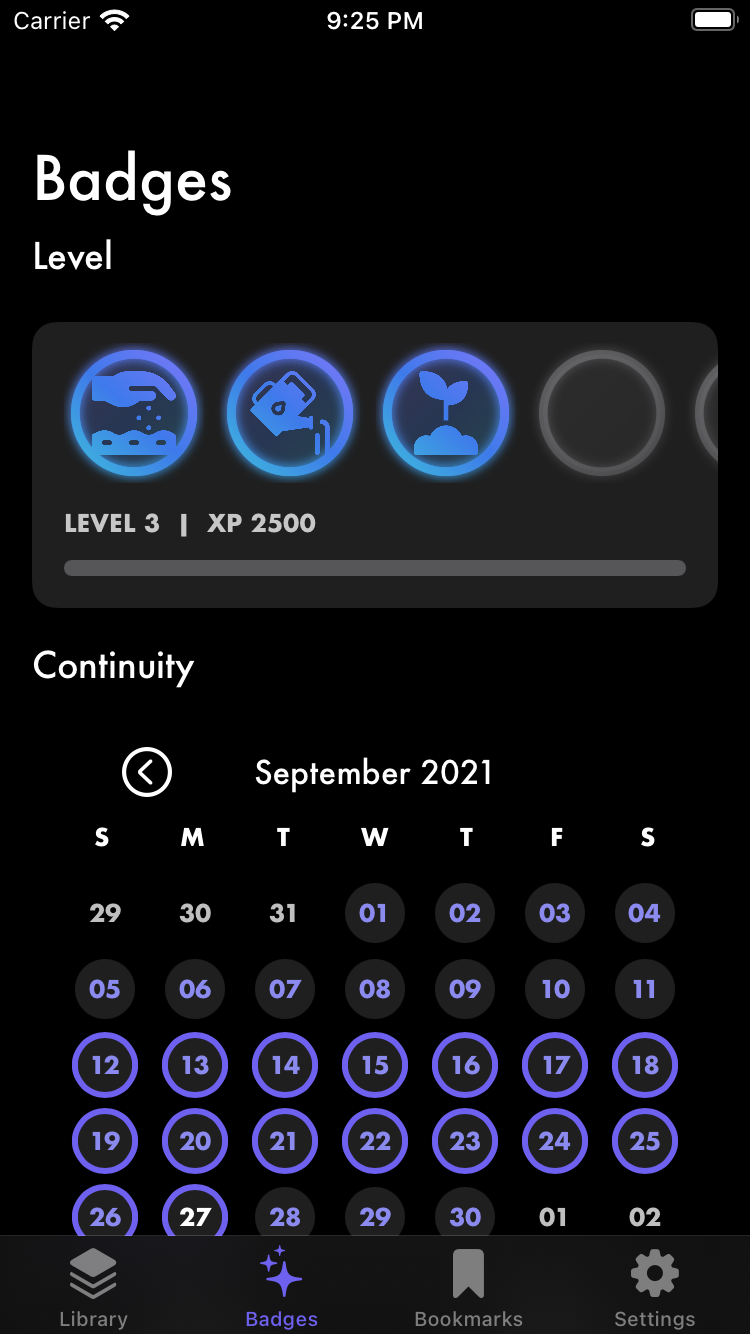 Carrier 9:25 PM
Badges
Level
LEVEL 3 | XP 2500
Continuity
September 2021
S M T W T F S
29 30 31 01 02 03 04
05 06 07 08 09 10 11
12 13 14 15 16 17 18
19 20 21 22 23 24 25
26 27 28 29 30 01 02
Library Badges Bookmarks Settings